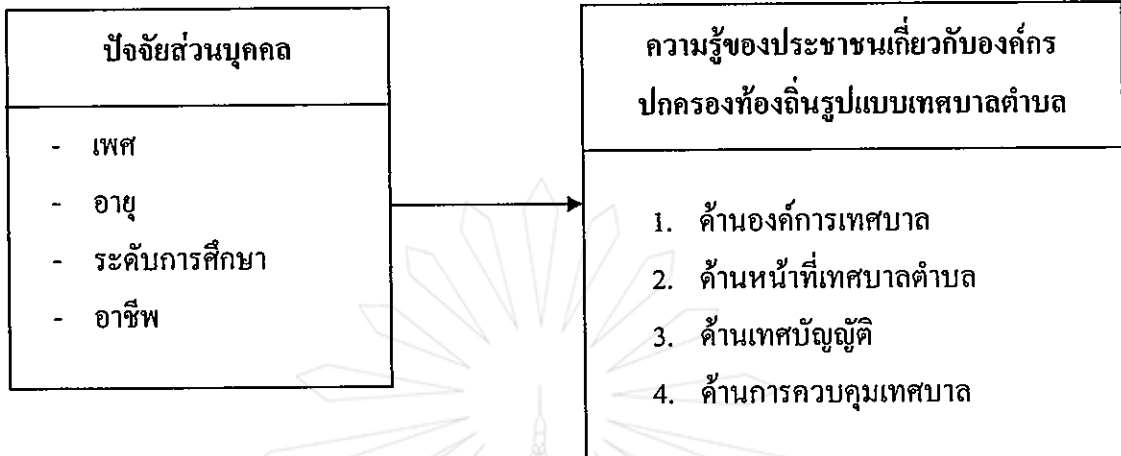 ปัจจัยส่วนบุคคล
- เพศ
- อายุ
- ระดับการศึกษา
- อาชีพ
ความรู้ของประชาชนเกี่ยวกับองค์กร
ปกครองท้องถิ่นรูปแบบเทศบาลตำบล
1. ด้านองค์การเทศบาล
2. ด้านหน้าที่เทศบาลตำบล
3. ด้านเทศบัญญัติ
4. ด้านการควบคุมเทศบาล